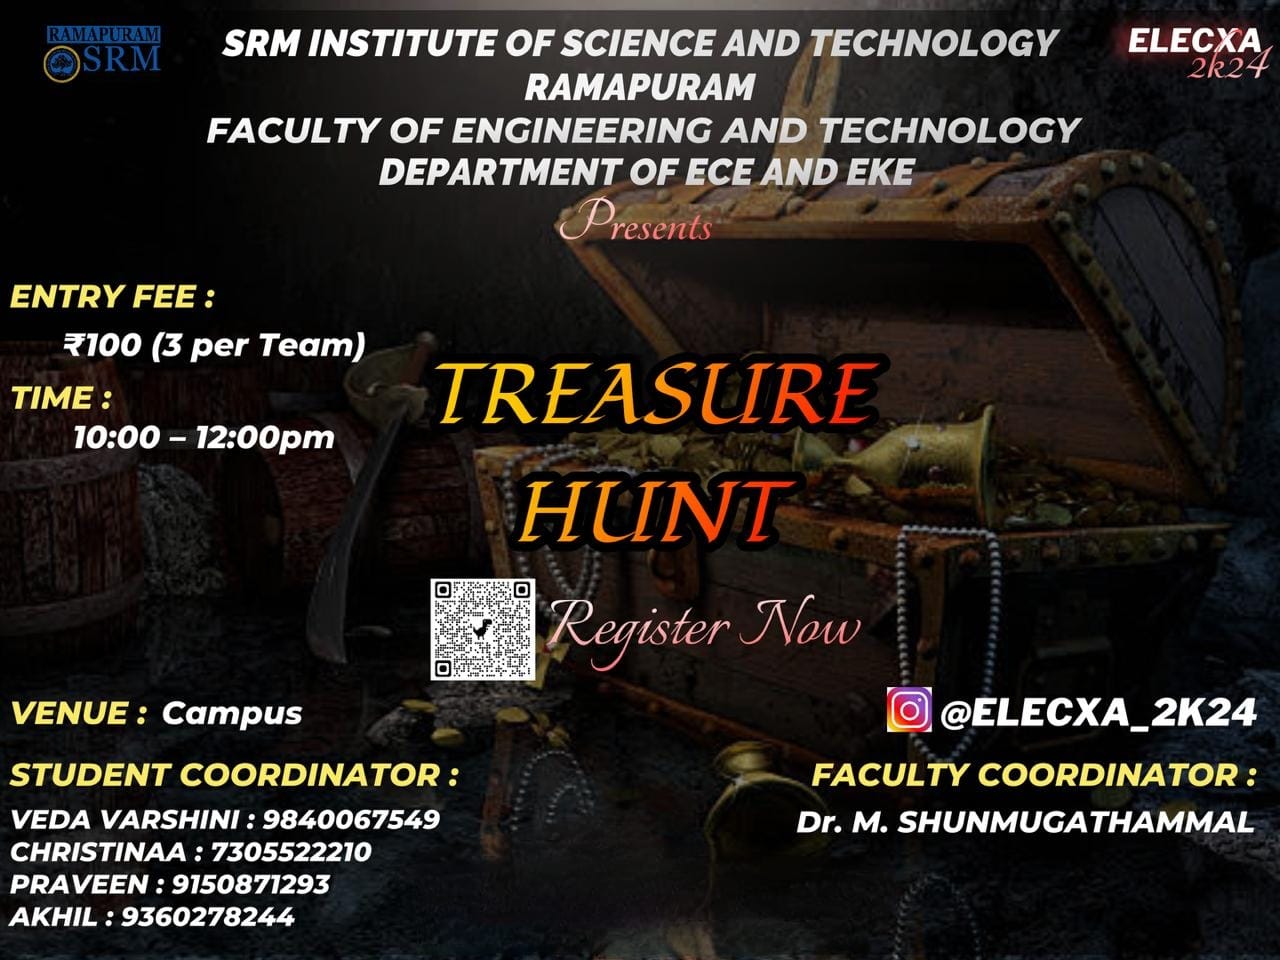 RAMAPURAM
SRM
SRM INSTITUTE OF SCIENCE AND TECHNOLOGY
RAMAPURAM
FACULTY OF ENGINEERING AND TECHNOLOGY
DEPARTMENT OF ECE AND EKE
Presents
ELECXA
2k24
ENTRY FEE :
₹100 (3 per Team)
TIME :
10:00 – 12:00pm
TREASURE
HUNT
Register Now
VENUE : Campus
@ELECXA_2K24
STUDENT COORDINATOR :
VEDA VARSHINI : 9840067549
CHRISTINAA : 7305522210
PRAVEEN : 9150871293
AKHIL : 9360278244
FACULTY COORDINATOR :
Dr. M. SHUNMUGATHAMMAL